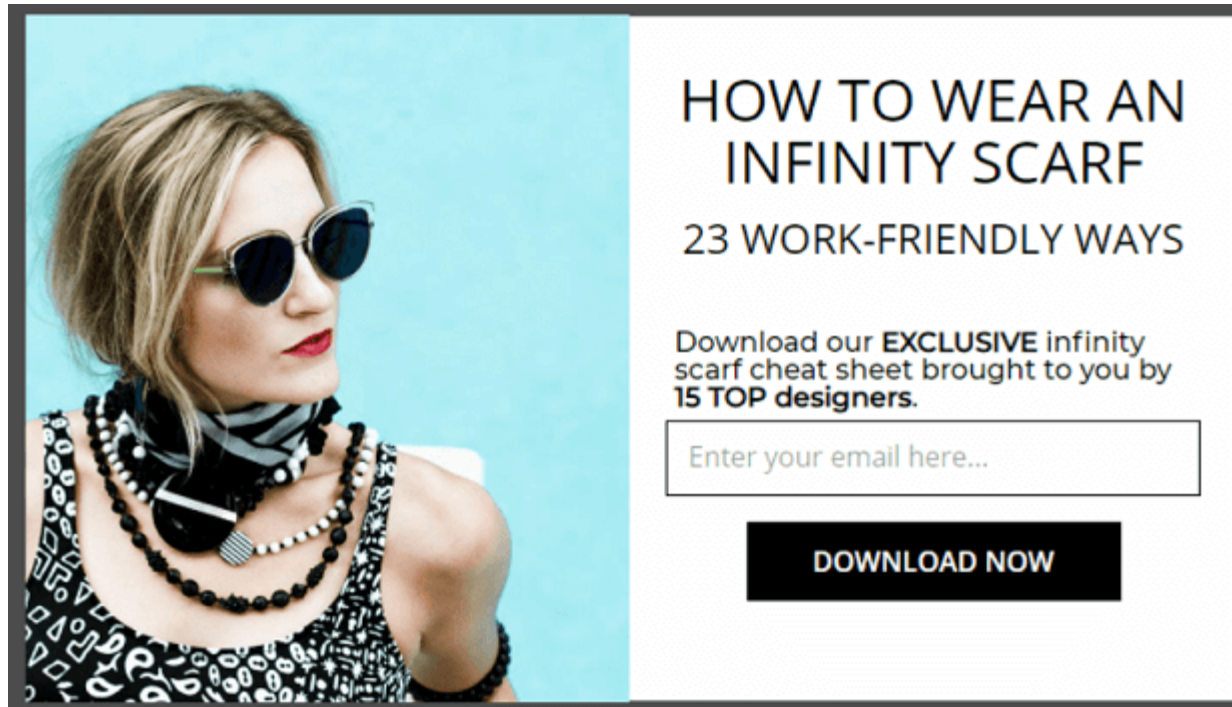 HOW TO WEAR AN
INFINITY SCARF
23 WORK-FRIENDLY WAYS
Download our EXCLUSIVE infinity
scarf cheat sheet brought to you by
15 TOP designers.
Enter your email here...
DOWNLOAD NOW